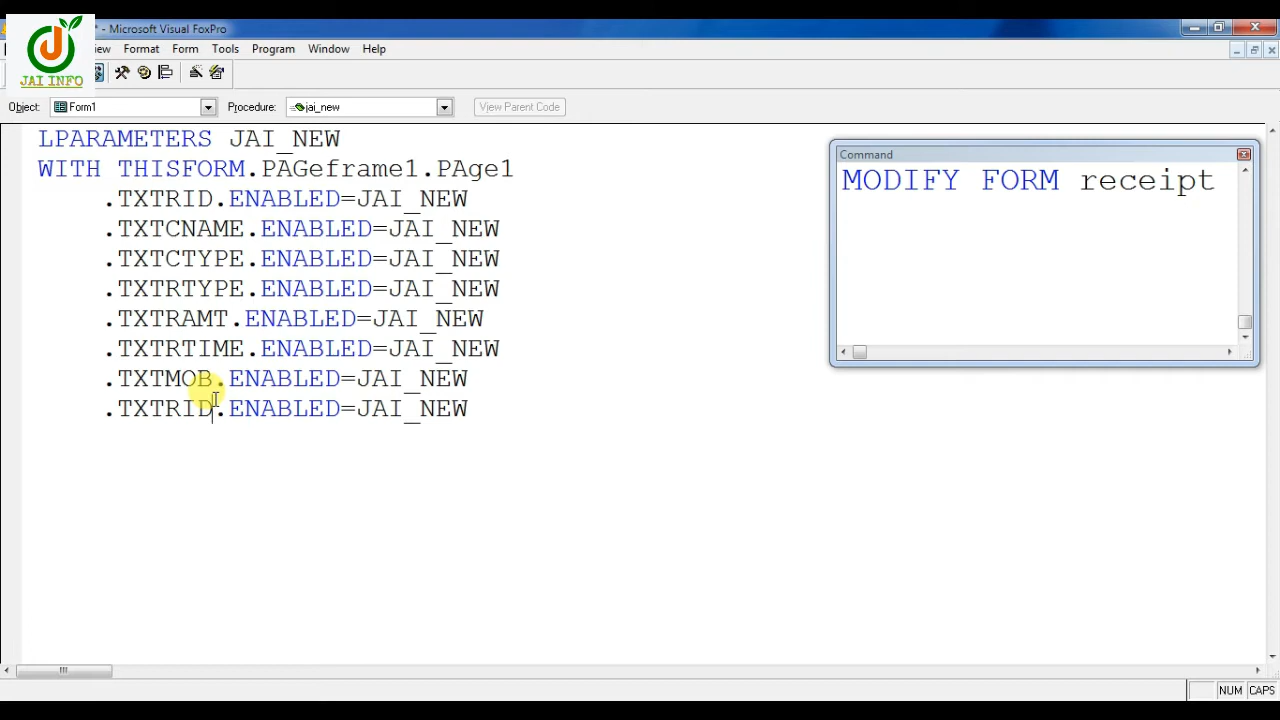 - Microsoft Visual FoxPro
JAI INFO
Format Form Tools Program Window Help
Object: Form1 Procedure: jai_new View Parent Code
LPARAMETERS JAI_NEW
WITH THISFORM.PAGeframe1.PAge1
.TXTRID.ENABLED=JAI_NEW
.TXTCNAME.ENABLED=JAI_NEW
.TXTCTYPE.ENABLED=JAI_NEW
.TXTRTYPE.ENABLED=JAI_NEW
.TXTRAMT.ENABLED=JAI_NEW
.TXTRTIME.ENABLED=JAI_NEW
.TXTMOB.ENABLED=JAI_NEW
.TXTRID.ENABLED=JAI_NEW
Command
MODIFY FORM receipt
NUM CAPS